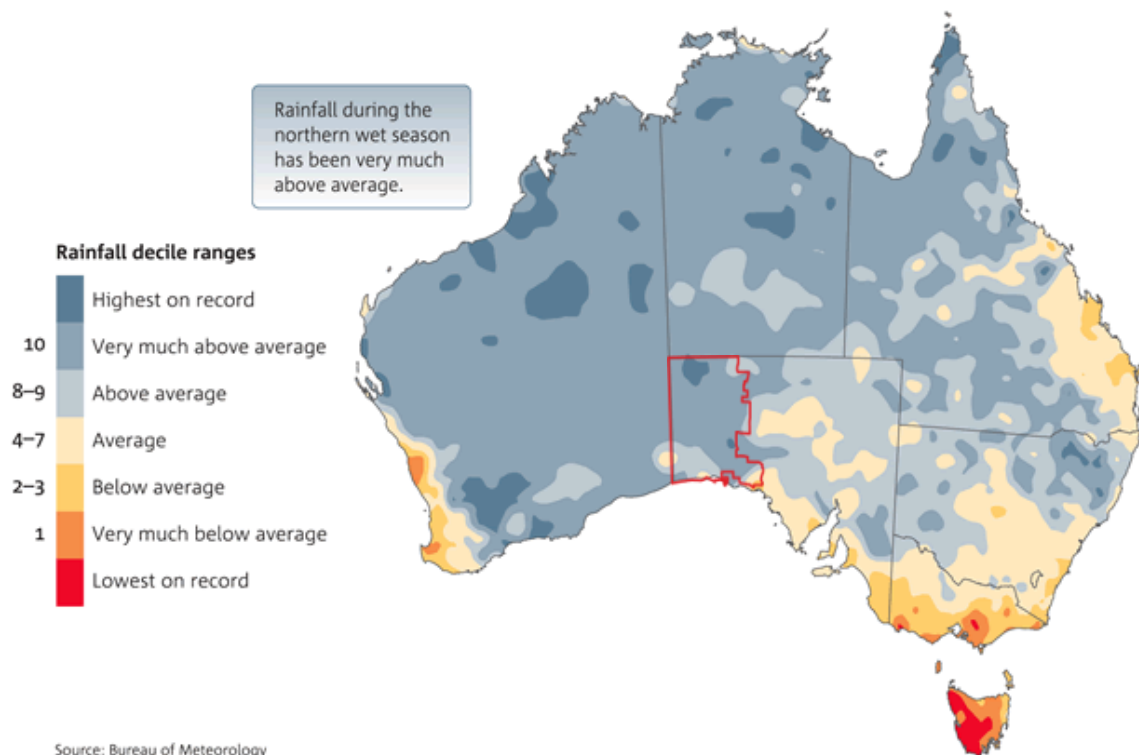 Rainfall during the
northern wet season
has been very much
above average.
Rainfall decile ranges
Highest on record
10 Very much above average
8–9 Above average
4–7 Average
2–3 Below average
1 Very much below average
Lowest on record
Source: Bureau of Meteorology